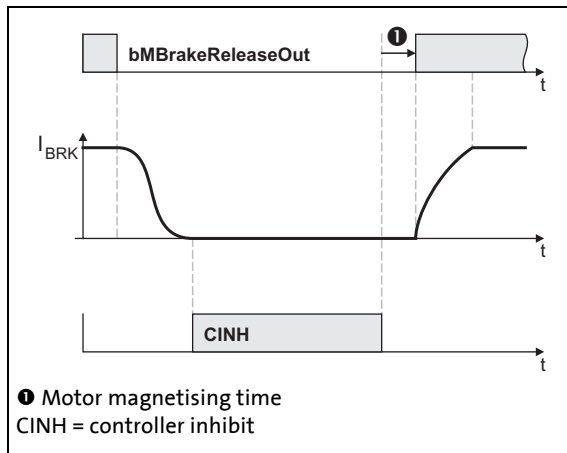 ❶
bMBrakeReleaseOut
t
I BRK
t
CINH
t
❶ Motor magnetising time
CINH = controller inhibit